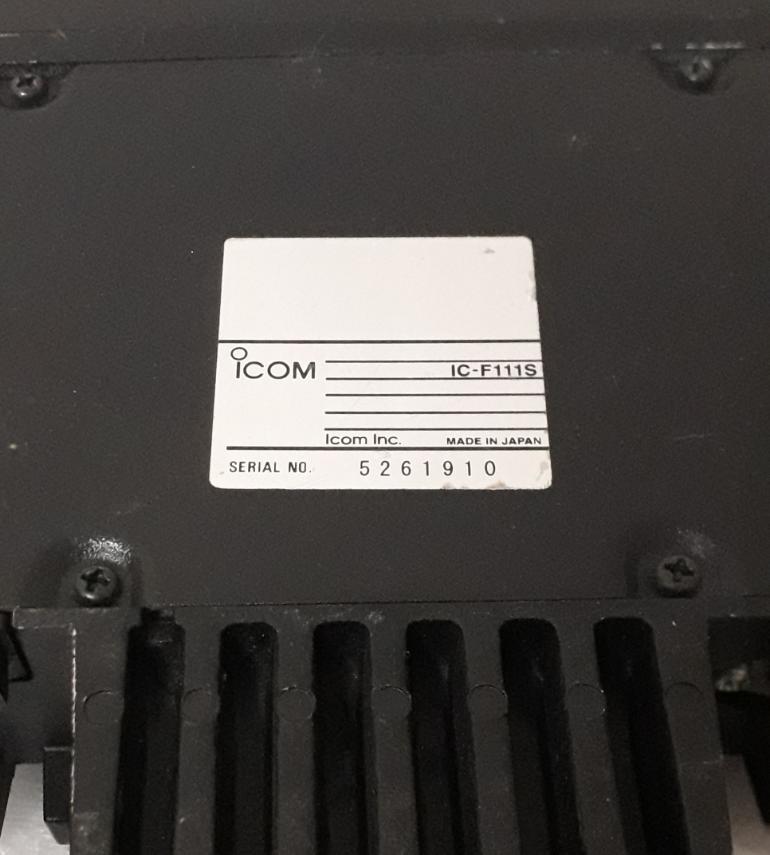 ICOM
IC-F111S
Icom Inc. MADE IN JAPAN
SERIAL NO. 5261910